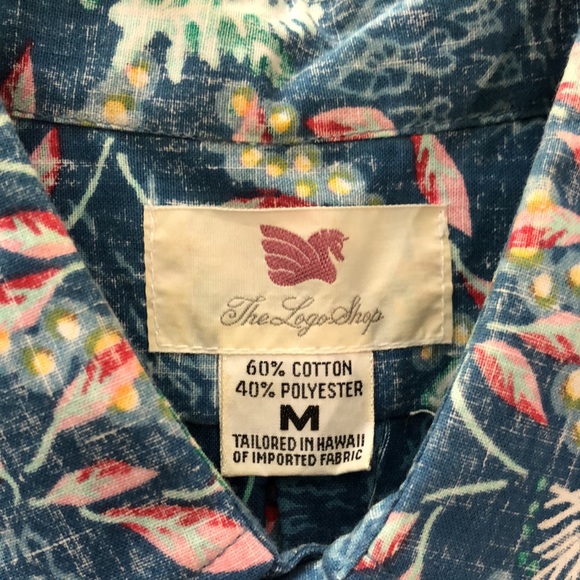 The Logo Shop
60% COTTON
40% POLYESTER
M
TAILORED IN HAWAII
OF IMPORTED FABRIC